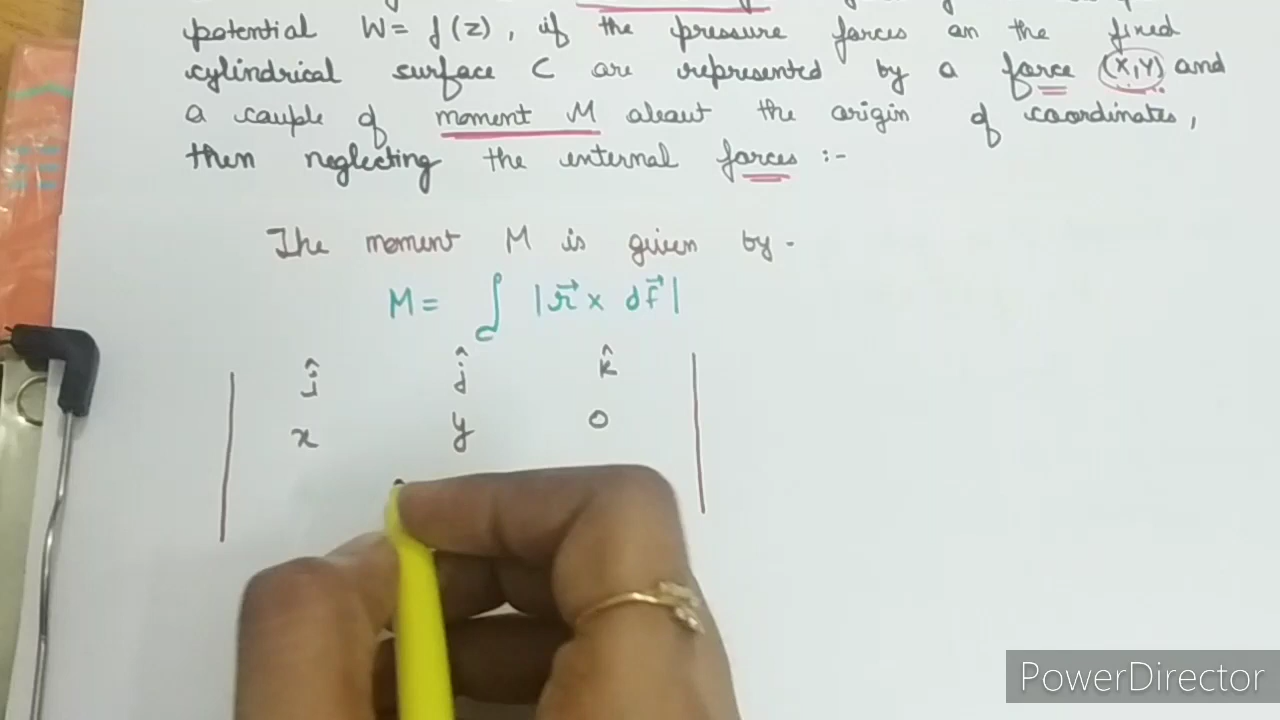 potential W= f(z), if the pressure forces an the fixed
cylindrical surface C are represented by a force (X,Y) and
a couple of moment M about the origin of coordinates,
then neglecting the external forces :-
The moment M is given by -
M= ∫ |r⃗ x dF⃗|
C
î ĵ k̂
x y 0
PowerDirector